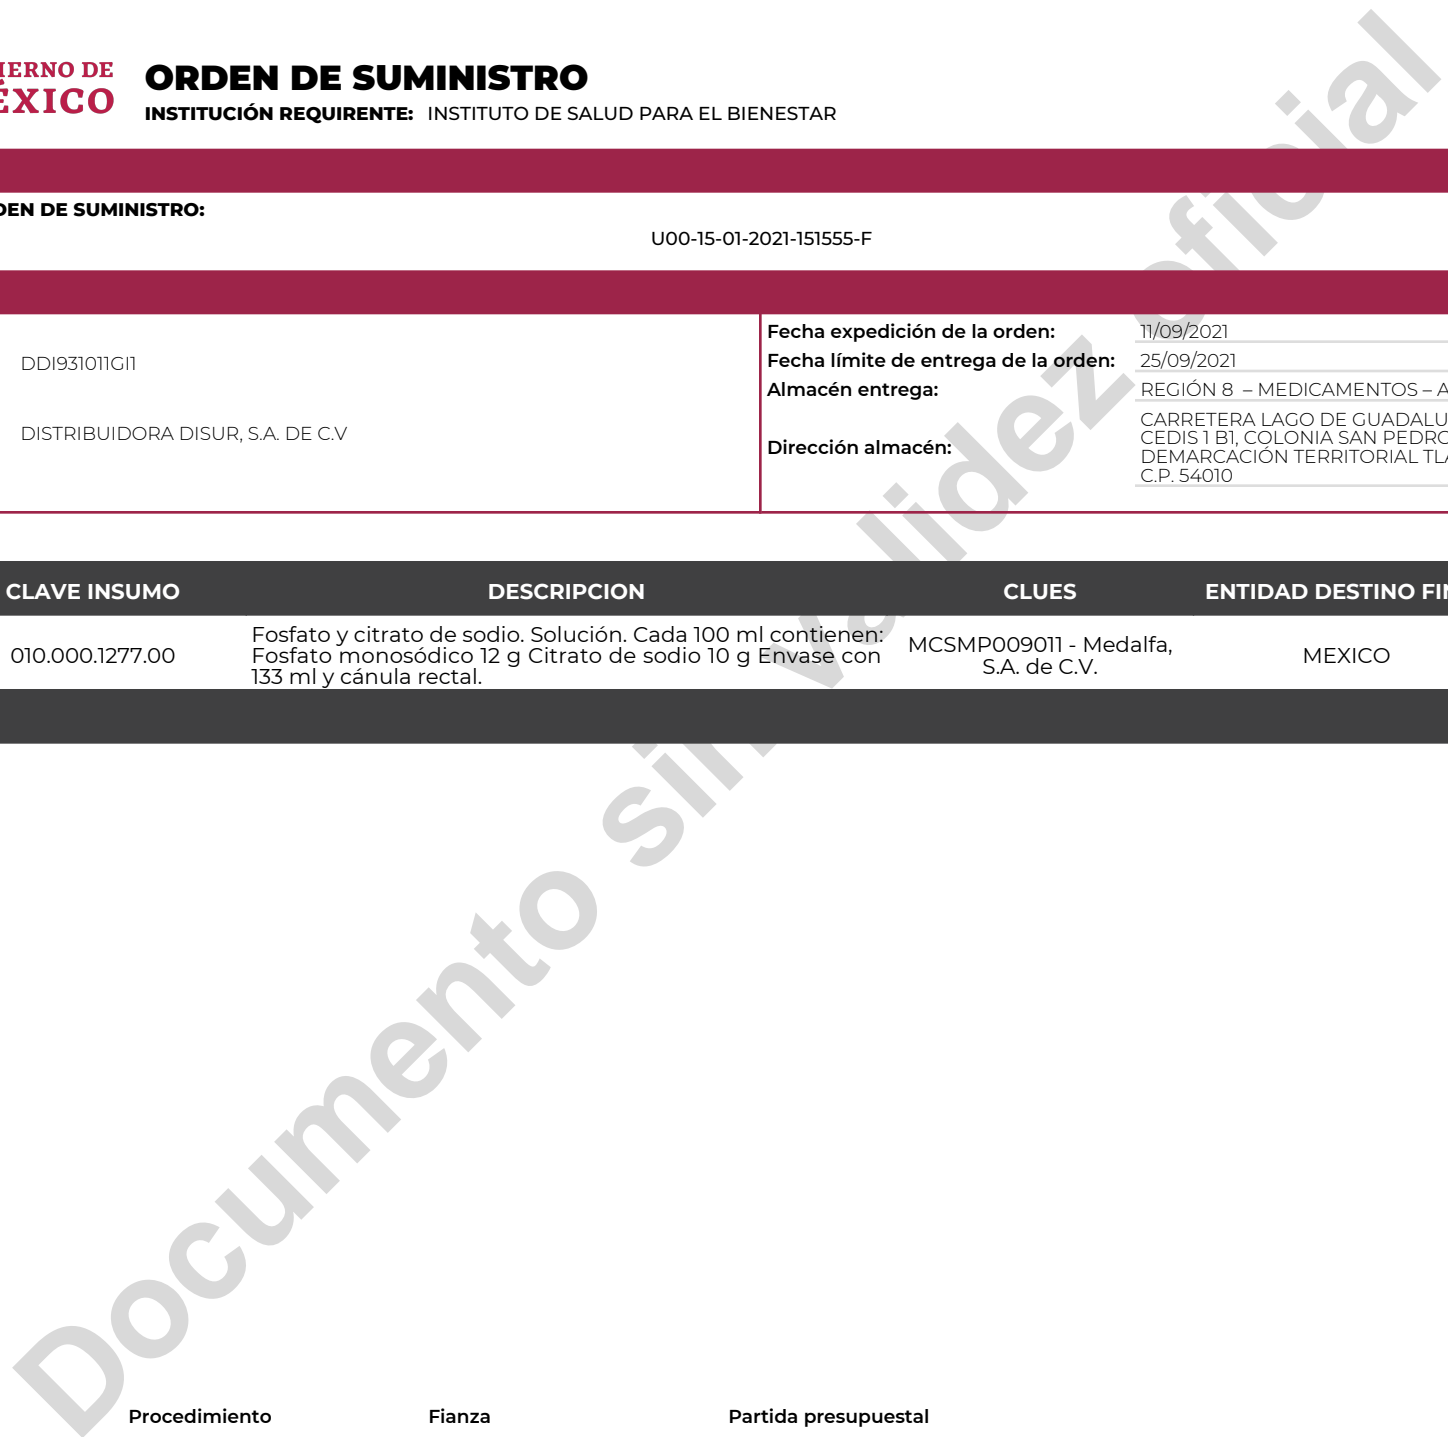 IERNO DE
ÉXICO
ORDEN DE SUMINISTRO
INSTITUCIÓN REQUIRENTE: INSTITUTO DE SALUD PARA EL BIENESTAR
DEN DE SUMINISTRO:
U00-15-01-2021-151555-F
DDI931011GI1
DISTRIBUIDORA DISUR, S.A. DE C.V
Fecha expedición de la orden: 11/09/2021
Fecha límite de entrega de la orden: 25/09/2021
Almacén entrega: REGIÓN 8 – MEDICAMENTOS – A
Dirección almacén:
CARRETERA LAGO DE GUADALU
CEDIS 1 B1, COLONIA SAN PEDRO
DEMARCACIÓN TERRITORIAL TLA
C.P. 54010
CLAVE INSUMO DESCRIPCION CLUES ENTIDAD DESTINO FIN
010.000.1277.00
Fosfato y citrato de sodio. Solución. Cada 100 ml contienen:
Fosfato monosódico 12 g Citrato de sodio 10 g Envase con
133 ml y cánula rectal.
MCSMP009011 - Medalfa,
S.A. de C.V.
MEXICO
Documento sin validez oficial
Procedimiento Fianza Partida presupuestal